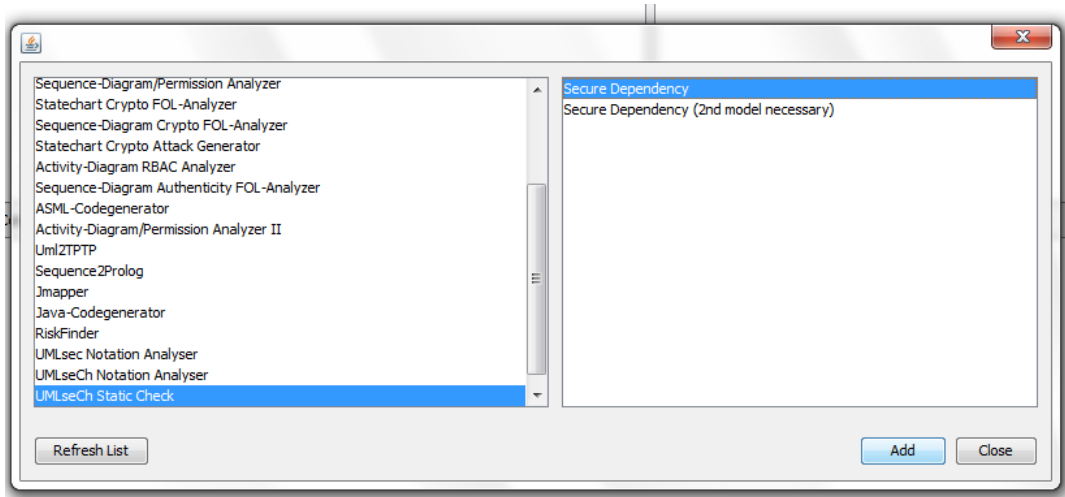 Sequence-Diagram/Permission Analyzer
Statechart Crypto FOL-Analyzer
Sequence-Diagram Crypto FOL-Analyzer
Statechart Crypto Attack Generator
Activity-Diagram RBAC Analyzer
Sequence-Diagram Authenticity FOL-Analyzer
ASML-Codegenerator
Activity-Diagram/Permission Analyzer II
Uml2TPTP
Sequence2Prolog
Jmapper
Java-Codegenerator
RiskFinder
UMLsec Notation Analyser
UMLseCh Notation Analyser
UMLseCh Static Check
Secure Dependency
Secure Dependency (2nd model necessary)
Refresh List
Add
Close